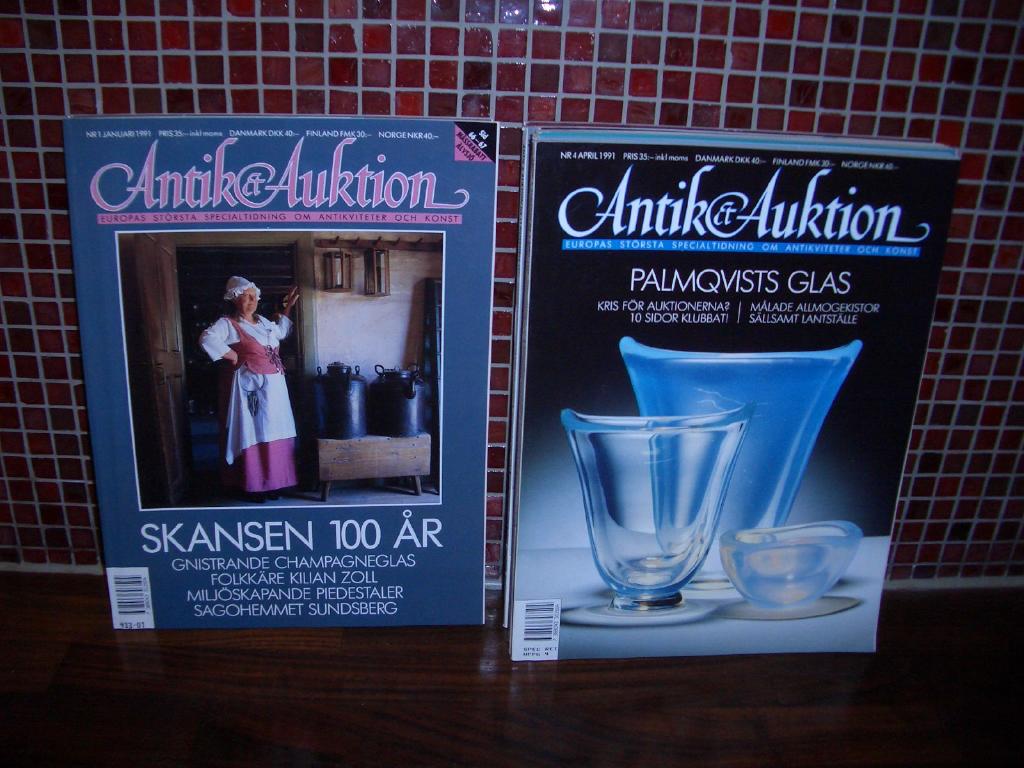 NR 1 JANUARI 1991 PRIS 35:– inkl moms DANMARK DKK 40:– FINLAND FMK 30:– NORGE NKR 40:–
Antik & Auktion
EUROPAS STÖRSTA SPECIALTIDNING OM ANTIKVITETER OCH KONST
SKANSEN 100 ÅR
GNISTRANDE CHAMPAGNEGLAS
FOLKKÄRE KILIAN ZOLL
MILJÖSKAPANDE PIEDESTALER
SAGOHEMMET SUNDSBERG
933-01
NR 4 APRIL 1991 PRIS 35:– inkl moms DANMARK DKK 40:– FINLAND FMK 30:– NORGE NKR 40:–
Antik & Auktion
EUROPAS STÖRSTA SPECIALTIDNING OM ANTIKVITETER OCH KONST
PALMQVISTS GLAS
KRIS FÖR AUKTIONERNA? | MÅLADE ALLMOGEKISTOR
10 SIDOR KLUBBAT! | SÄLLSAMT LANTSTÄLLE